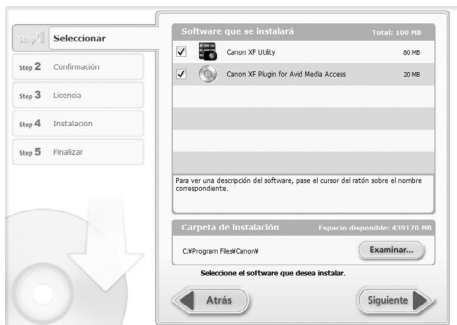 Step 1 Seleccionar
Step 2 Confirmación
Step 3 Licencia
Step 4 Instalación
Step 5 Finalizar
Software que se instalará Total: 100 MB
Canon XF Utility 80 MB
Canon XF Plugin for Avid Media Access 20 MB
Para ver una descripción del software, pase el cursor del ratón sobre el nombre
correspondiente.
Carpeta de instalación Espacio disponible: 439170 MB
C:¥Program Files¥Canon¥ Examinar...
Seleccione el software que desea instalar.
Atrás Siguiente